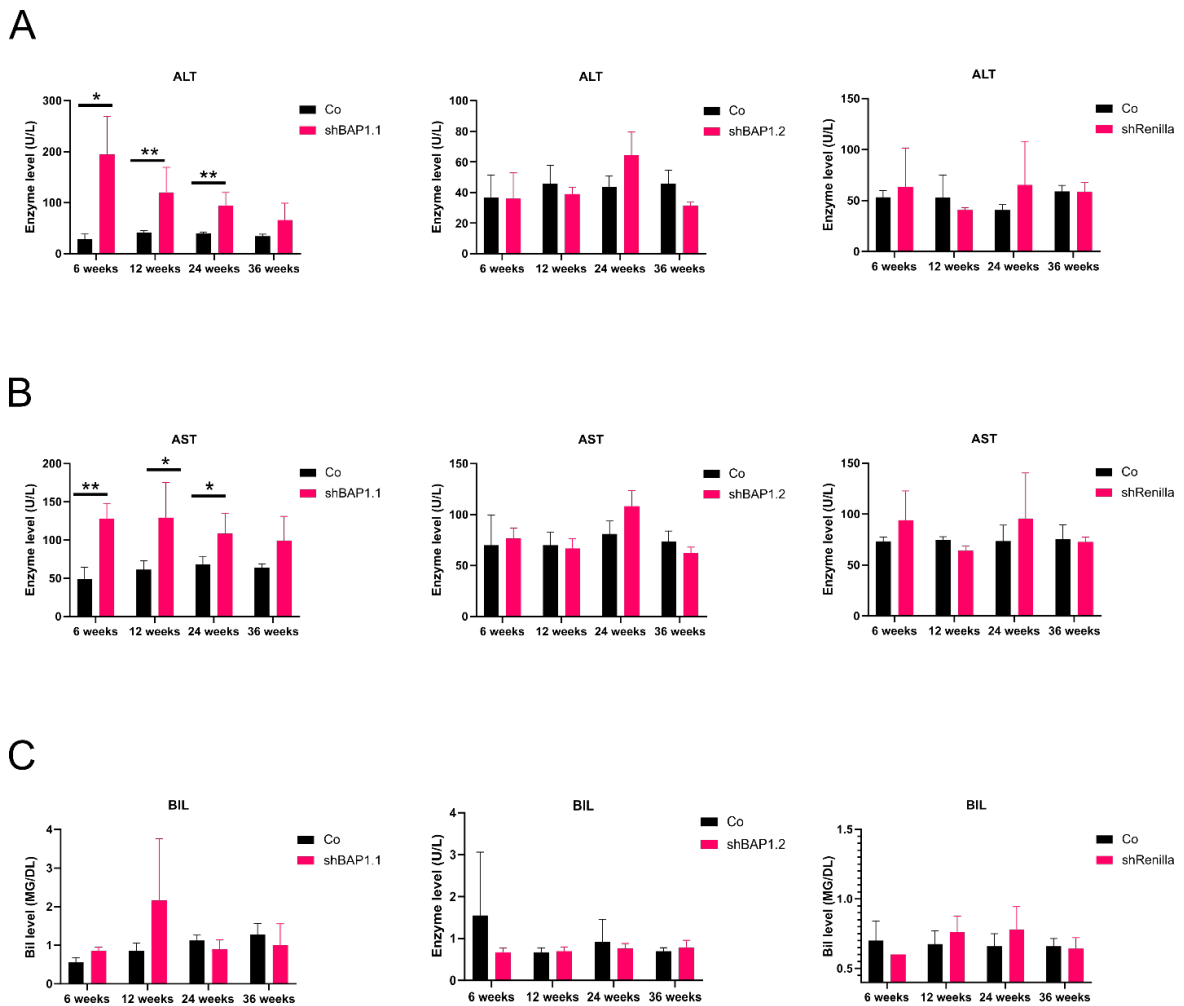 A
ALT
Enzyme level (U/L)
300
200
100
0
*
**
**
6 weeks 12 weeks 24 weeks 36 weeks
Co
shBAP1.1
ALT
Enzyme level (U/L)
100
80
60
40
20
0
6 weeks 12 weeks 24 weeks 36 weeks
Co
shBAP1.2
ALT
Enzyme level (U/L)
150
100
50
0
6 weeks 12 weeks 24 weeks 36 weeks
Co
shRenilla
B
AST
Enzyme level (U/L)
200
150
100
50
0
**
*
*
6 weeks 12 weeks 24 weeks 36 weeks
Co
shBAP1.1
AST
Enzyme level (U/L)
150
100
50
0
6 weeks 12 weeks 24 weeks 36 weeks
Co
shBAP1.2
AST
Enzyme level (U/L)
150
100
50
0
6 weeks 12 weeks 24 weeks 36 weeks
Co
shRenilla
C
BIL
Bil level (MG/DL)
4
3
2
1
0
6 weeks 12 weeks 24 weeks 36 weeks
Co
shBAP1.1
BIL
Enzyme level (U/L)
4
3
2
1
0
6 weeks 12 weeks 24 weeks 36 weeks
Co
shBAP1.2
BIL
Bil level (MG/DL)
1.5
1.0
0.5
6 weeks 12 weeks 24 weeks 36 weeks
Co
shRenilla